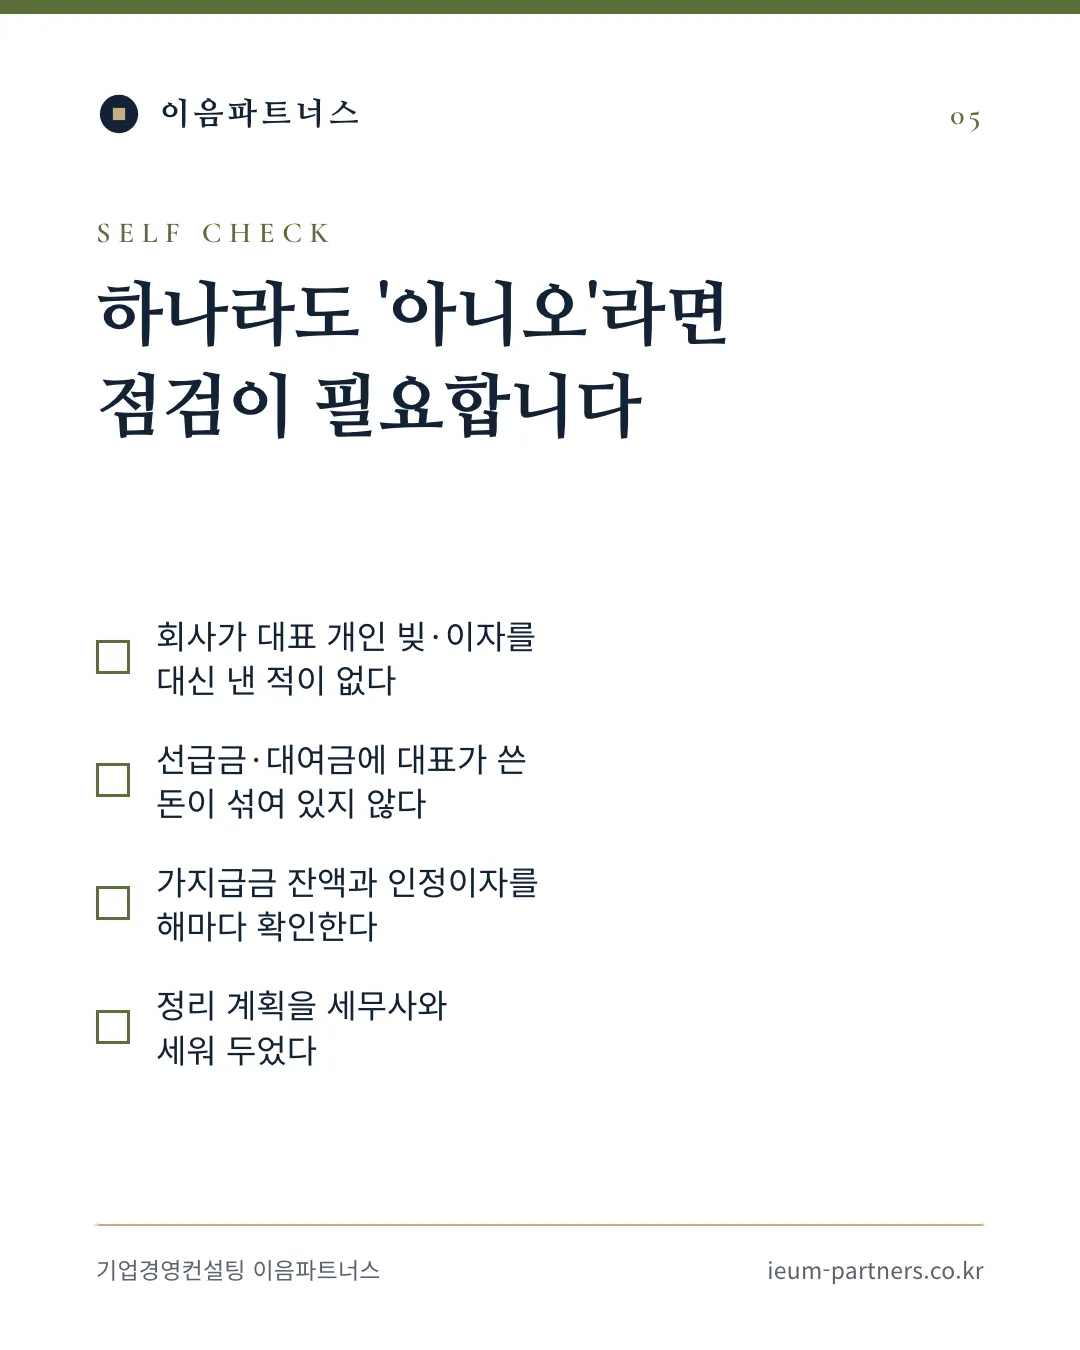 이음파트너스
05
SELF CHECK
하나라도 '아니오'라면
점검이 필요합니다
회사가 대표 개인 빚·이자를
대신 낸 적이 없다
선급금·대여금에 대표가 쓴
돈이 섞여 있지 않다
가지급금 잔액과 인정이자를
해마다 확인한다
정리 계획을 세무사와
세워 두었다
기업경영컨설팅 이음파트너스
ieum-partners.co.kr